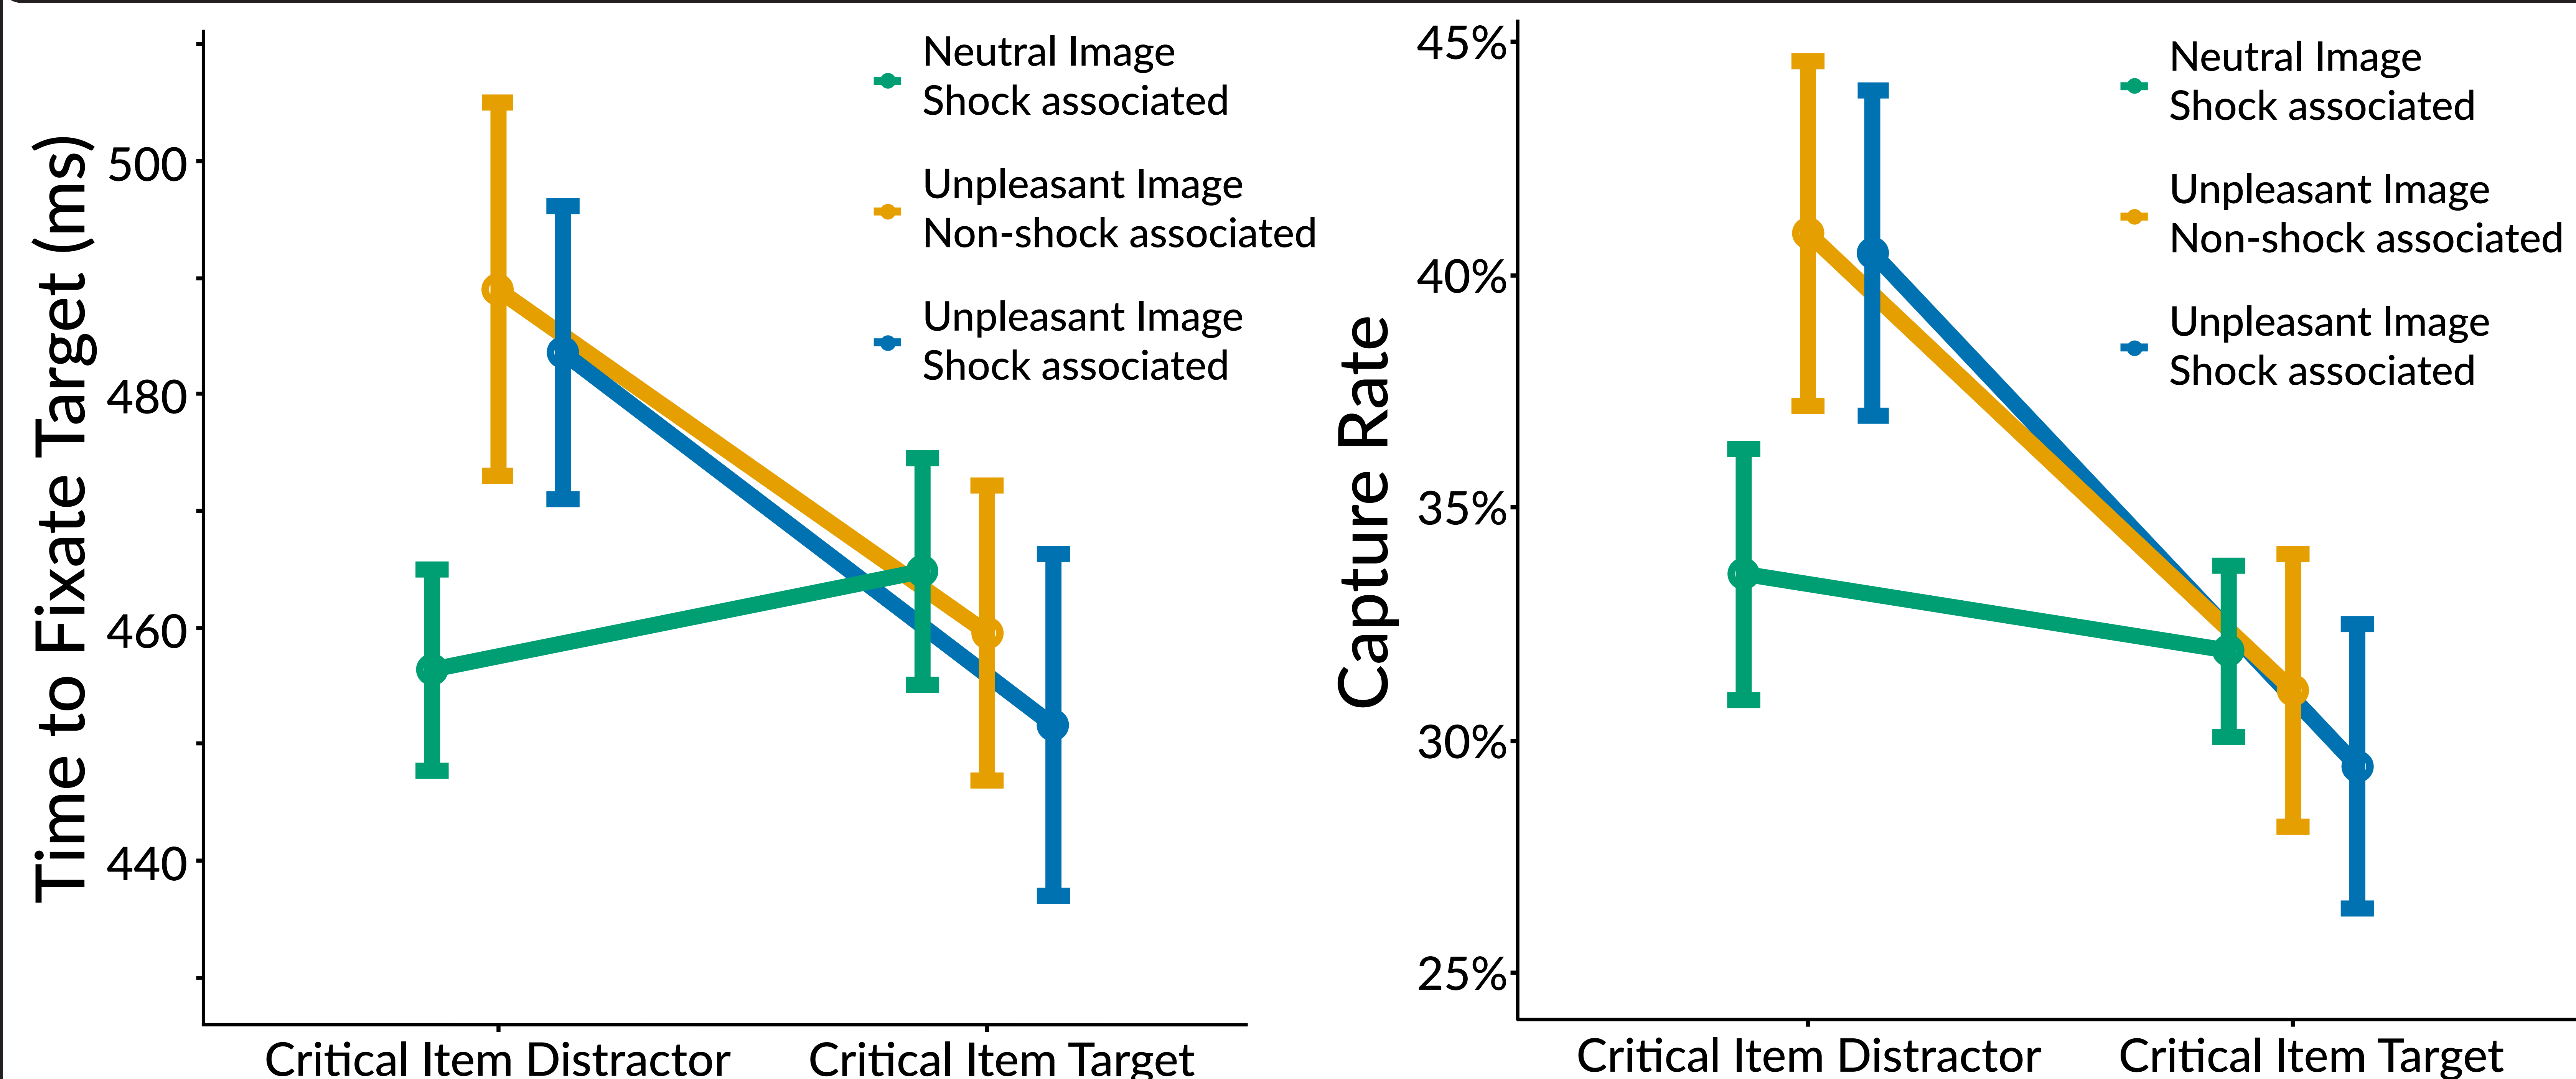 Time to Fixate Target (ms)
500
480
460
440
Neutral Image
Shock associated
Unpleasant Image
Non-shock associated
Unpleasant Image
Shock associated
Critical Item Distractor
Critical Item Target
Capture Rate
45%
40%
35%
30%
25%
Neutral Image
Shock associated
Unpleasant Image
Non-shock associated
Unpleasant Image
Shock associated
Critical Item Distractor
Critical Item Target